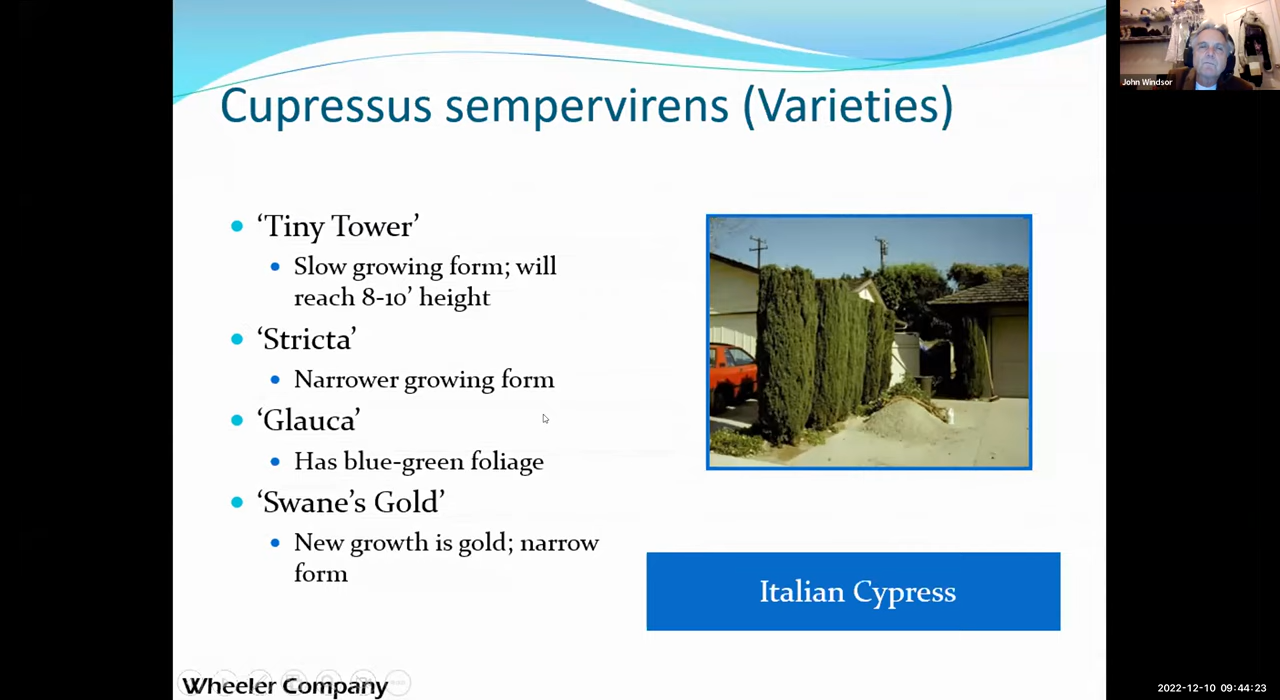 Cupressus sempervirens (Varieties)
John Windsor
‘Tiny Tower’
Slow growing form; will
reach 8-10’ height
‘Stricta’
Narrower growing form
‘Glauca’
Has blue-green foliage
‘Swane’s Gold’
New growth is gold; narrow
form
Italian Cypress
Wheeler Company
2022-12-10 09:44:23